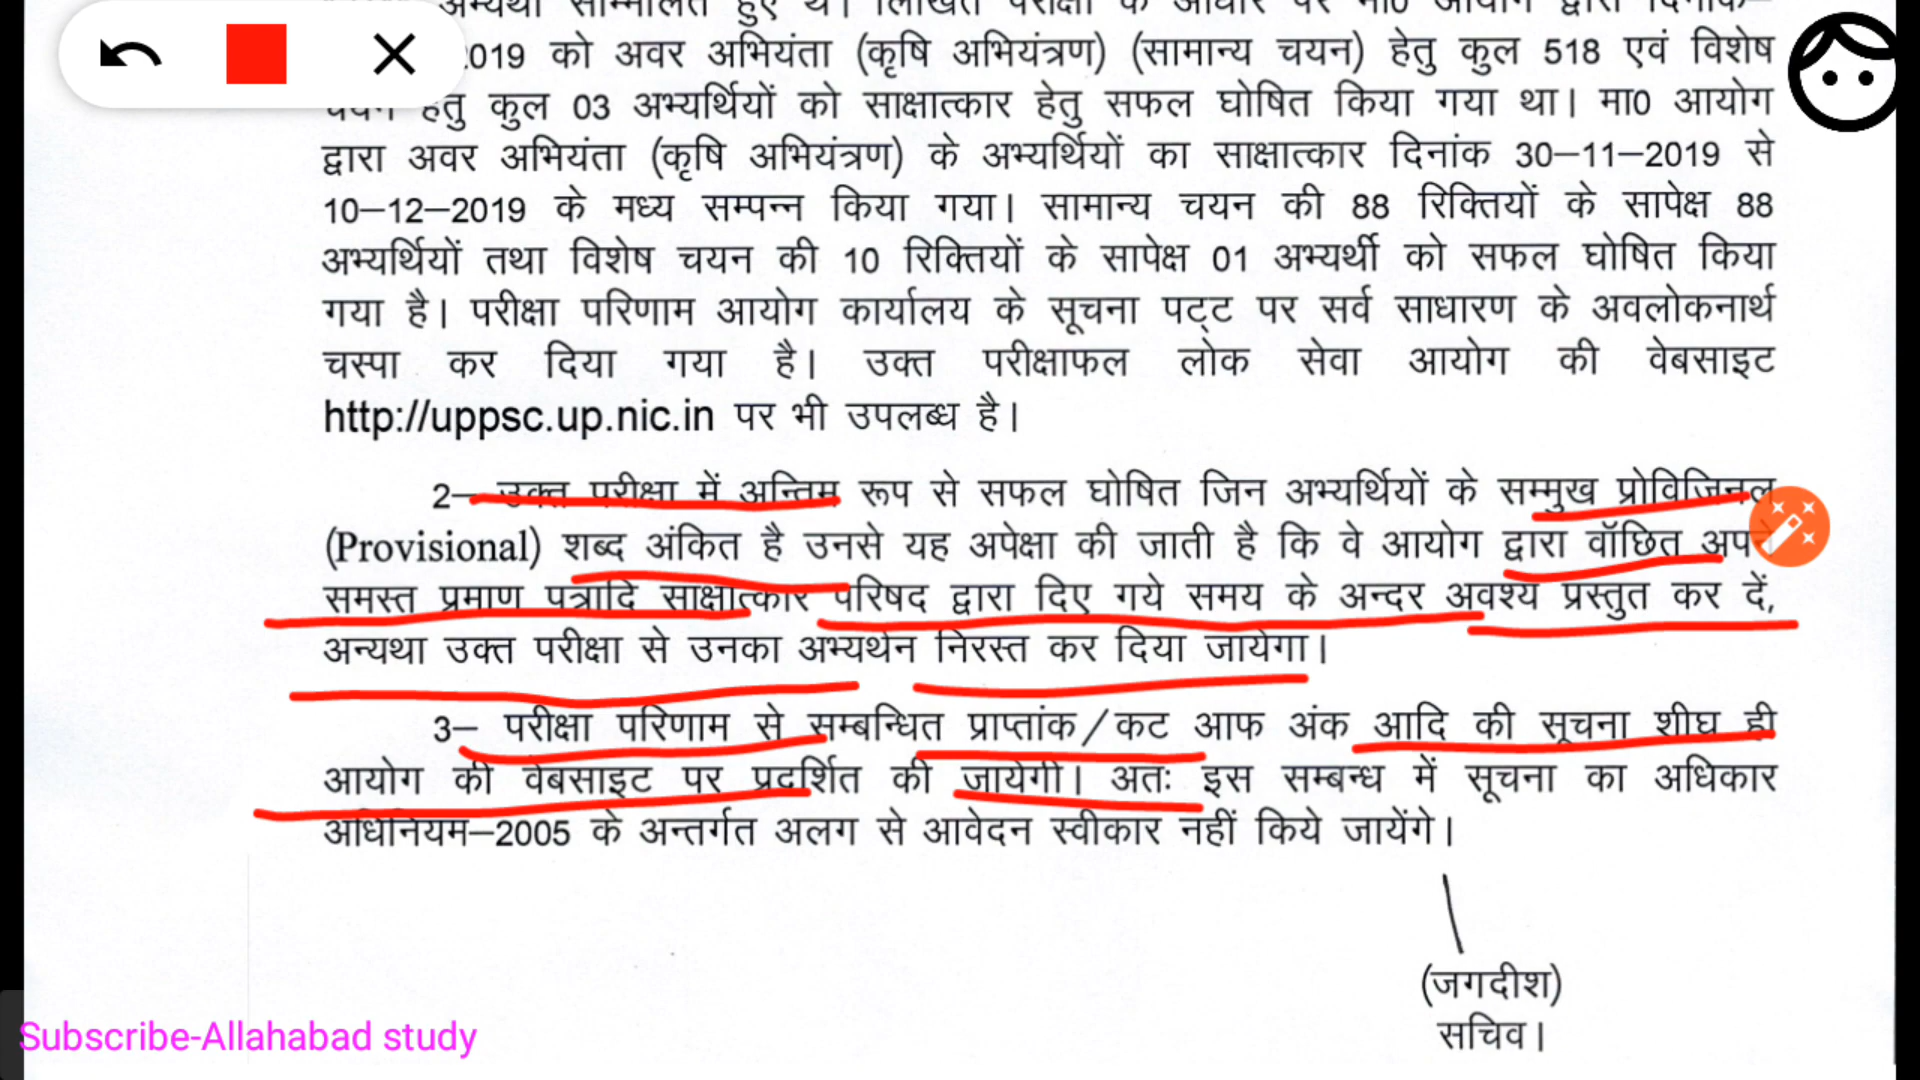 .019 को अवर अभियंता (कृषि अभियंत्रण) (सामान्य चयन) हेतु कुल 518 एवं विशेष
हेतु कुल 03 अभ्यर्थियों को साक्षात्कार हेतु सफल घोषित किया गया था। मा0 आयोग
द्वारा अवर अभियंता (कृषि अभियंत्रण) के अभ्यर्थियों का साक्षात्कार दिनांक 30–11–2019 से
10–12–2019 के मध्य सम्पन्न किया गया। सामान्य चयन की 88 रिक्तियों के सापेक्ष 88
अभ्यर्थियों तथा विशेष चयन की 10 रिक्तियों के सापेक्ष 01 अभ्यर्थी को सफल घोषित किया
गया है। परीक्षा परिणाम आयोग कार्यालय के सूचना पट्ट पर सर्व साधारण के अवलोकनार्थ
चस्पा कर दिया गया है। उक्त परीक्षाफल लोक सेवा आयोग की वेबसाइट
http://uppsc.up.nic.in पर भी उपलब्ध है।
2– उक्त परीक्षा में अन्तिम रूप से सफल घोषित जिन अभ्यर्थियों के सम्मुख प्रोविजिनल
(Provisional) शब्द अंकित है उनसे यह अपेक्षा की जाती है कि वे आयोग द्वारा वॉछित अपने
समस्त प्रमाण पत्रादि साक्षात्कार परिषद द्वारा दिए गये समय के अन्दर अवश्य प्रस्तुत कर दें,
अन्यथा उक्त परीक्षा से उनका अभ्यर्थन निरस्त कर दिया जायेगा।
3– परीक्षा परिणाम से सम्बन्धित प्राप्तांक/कट आफ अंक आदि की सूचना शीघ्र ही
आयोग की वेबसाइट पर प्रदर्शित की जायेगी। अतः इस सम्बन्ध में सूचना का अधिकार
अधिनियम–2005 के अन्तर्गत अलग से आवेदन स्वीकार नहीं किये जायेंगे।
(जगदीश)
सचिव।
Subscribe-Allahabad study